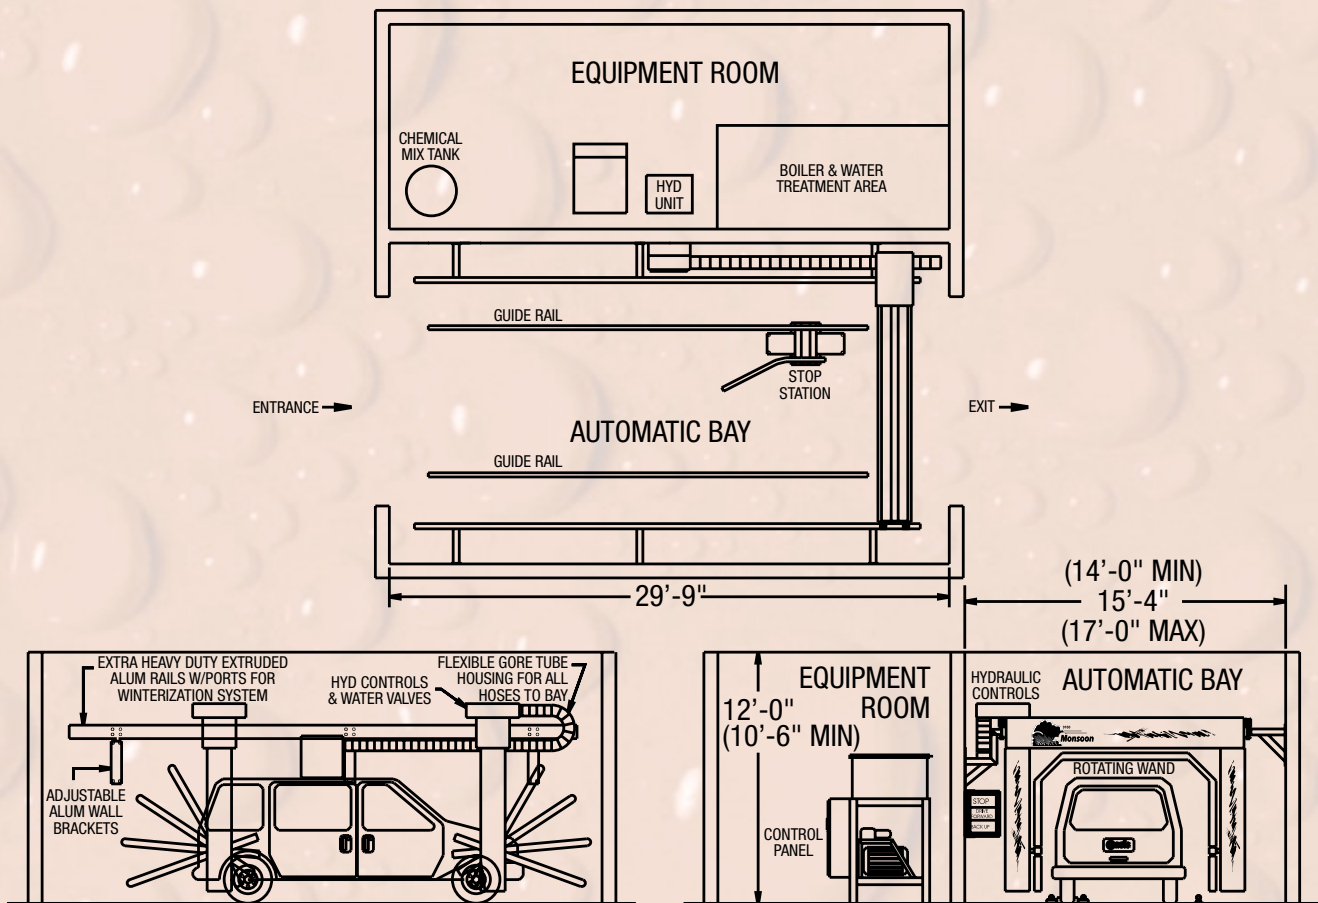 EQUIPMENT ROOM
CHEMICAL
MIX TANK
HYD
UNIT
BOILER & WATER
TREATMENT AREA
GUIDE RAIL
STOP
STATION
ENTRANCE
EXIT
AUTOMATIC BAY
GUIDE RAIL
29'-9"
(14'-0" MIN)
15'-4"
(17'-0" MAX)
EXTRA HEAVY DUTY EXTRUDED
ALUM RAILS W/PORTS FOR
WINTERIZATION SYSTEM
HYD CONTROLS
& WATER VALVES
FLEXIBLE GORE TUBE
HOUSING FOR ALL
HOSES TO BAY
ADJUSTABLE
ALUM WALL
BRACKETS
EQUIPMENT
ROOM
12'-0"
(10'-6" MIN)
CONTROL
PANEL
HYDRAULIC
CONTROLS
AUTOMATIC BAY
Monsoon
ROTATING WAND
STOP
DRIVE
FORWARD
BACK UP